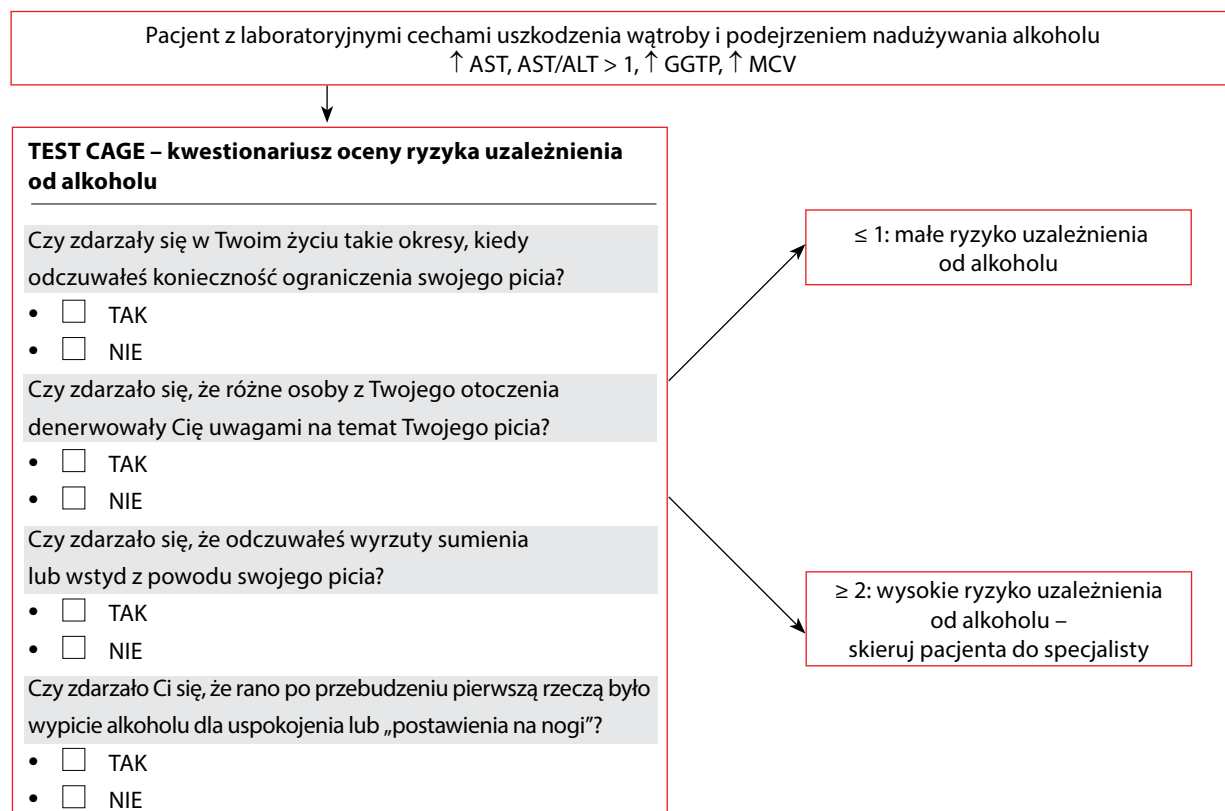 Pacjent z laboratoryjnymi cechami uszkodzenia wątroby i podejrzeniem nadużywania alkoholu
↑ AST, AST/ALT > 1, ↑ GGTP, ↑ MCV
TEST CAGE – kwestionariusz oceny ryzyka uzależnienia
od alkoholu
Czy zdarzały się w Twoim życiu takie okresy, kiedy
odczuwałeś konieczność ograniczenia swojego picia?
• ☐ TAK
• ☐ NIE
Czy zdarzało się, że różne osoby z Twojego otoczenia
denerwowały Cię uwagami na temat Twojego picia?
• ☐ TAK
• ☐ NIE
Czy zdarzało się, że odczuwałeś wyrzuty sumienia
lub wstyd z powodu swojego picia?
• ☐ TAK
• ☐ NIE
Czy zdarzało Ci się, że rano po przebudzeniu pierwszą rzeczą było
wypicie alkoholu dla uspokojenia lub „postawienia na nogi”?
• ☐ TAK
• ☐ NIE
≤ 1: małe ryzyko uzależnienia
od alkoholu
≥ 2: wysokie ryzyko uzależnienia
od alkoholu –
skieruj pacjenta do specjalisty